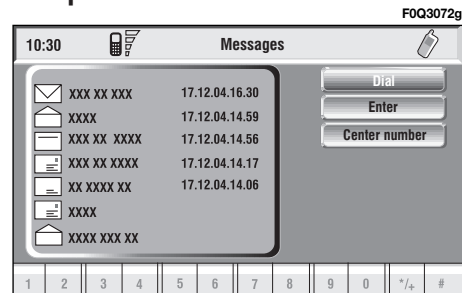 F0Q3072g
10:30 Messages
XXX XX XXX 17.12.04.16.30
XXXX 17.12.04.14.59
XXX XX XXXX 17.12.04.14.56
XXX XX XXXX 17.12.04.14.17
XX XXXX XX 17.12.04.14.06
XXXX
XXXX XXX XX
Dial
Enter
Center number
1 2 3 4 5 6 7 8 9 0 */+ #